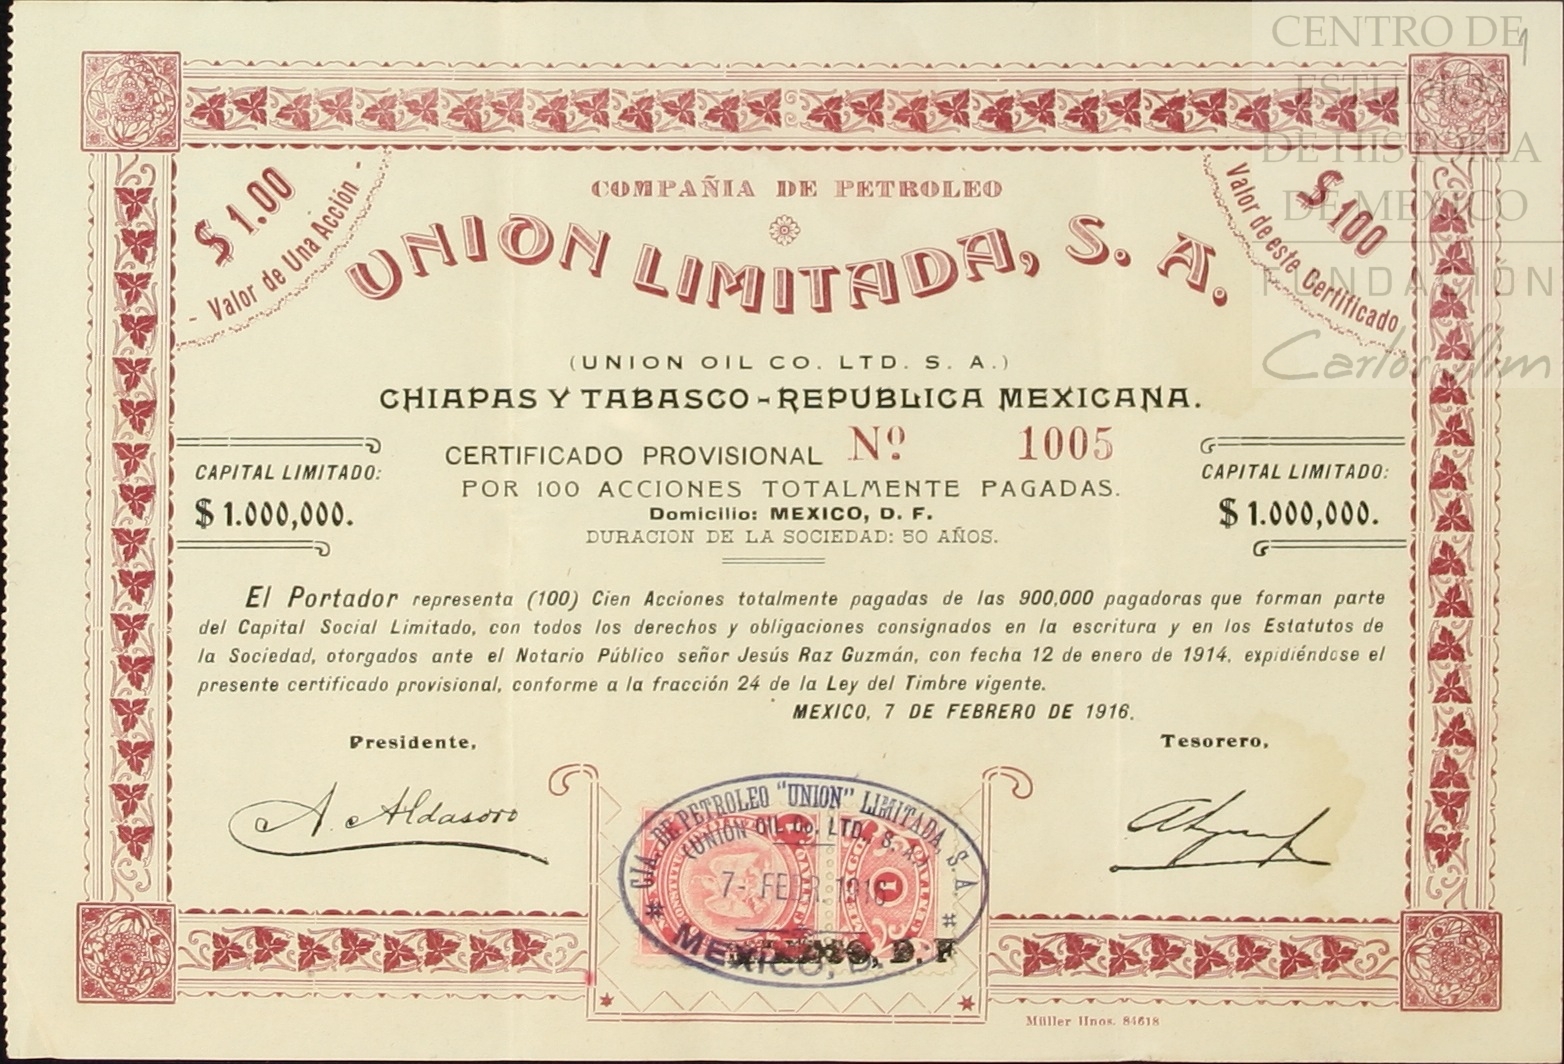 CENTRO DE
ESTUDIOS
DE HISTORIA
DE MEXICO
FUNDACIÓN
Carlos Slim
$ 1.00
- Valor de Una Acción -
$ 100
Valor de este Certificado
COMPAÑIA DE PETROLEO
UNION LIMITADA, S. A.
(UNION OIL CO. LTD. S. A.)
CHIAPAS Y TABASCO - REPUBLICA MEXICANA.
CERTIFICADO PROVISIONAL Nº 1005
POR 100 ACCIONES TOTALMENTE PAGADAS.
Domicilio: MEXICO, D. F.
DURACION DE LA SOCIEDAD: 50 AÑOS.
CAPITAL LIMITADO:
$ 1.000,000.
CAPITAL LIMITADO:
$ 1.000,000.
El Portador representa (100) Cien Acciones totalmente pagadas de las 900,000 pagadoras que forman parte
del Capital Social Limitado, con todos los derechos y obligaciones consignados en la escritura y en los Estatutos de
la Sociedad, otorgados ante el Notario Público señor Jesús Raz Guzmán, con fecha 12 de enero de 1914, expidiéndose el
presente certificado provisional, conforme a la fracción 24 de la Ley del Timbre vigente.
MEXICO, 7 DE FEBRERO DE 1916.
Presidente,
Tesorero,
A. Aldasoro
CIA. DE PETROLEO "UNION" LIMITADA, S. A.
(UNION OIL Co. LTD. S. A.)
7 - FEBR. 1916
MEXICO, D. F.
Müller Hnos. 84618